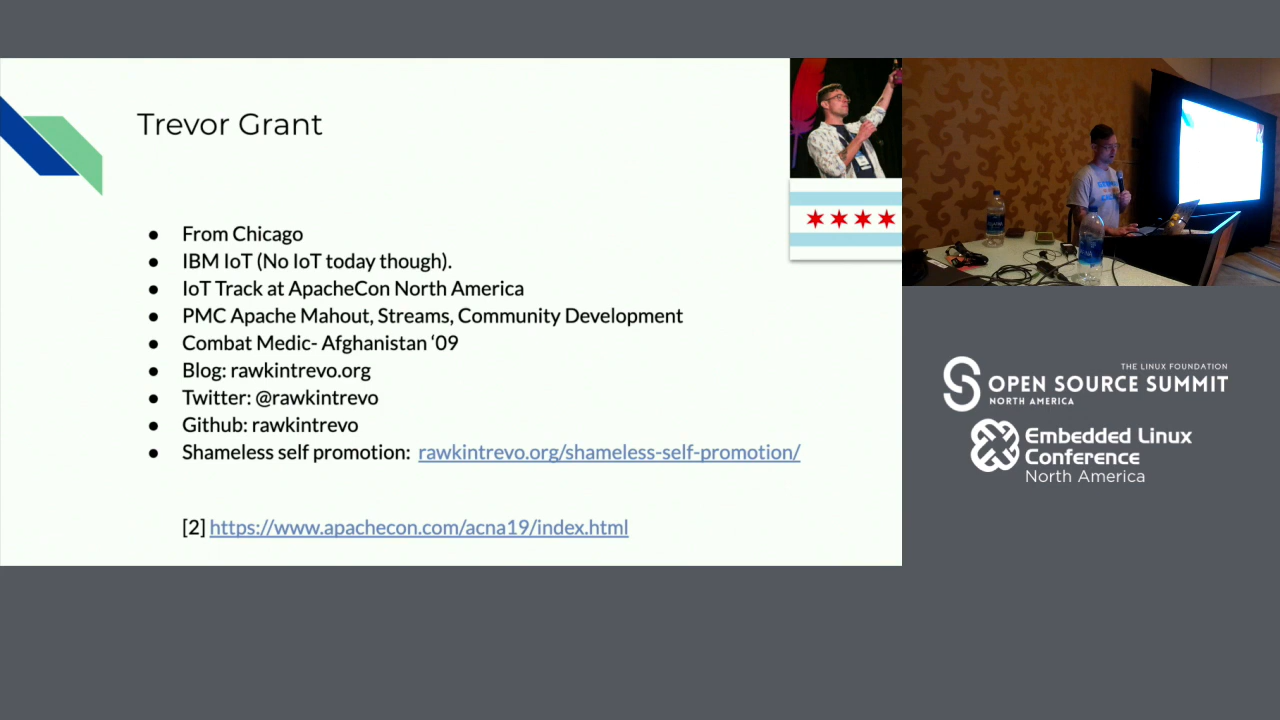 Trevor Grant
● From Chicago
● IBM IoT (No IoT today though).
● IoT Track at ApacheCon North America
● PMC Apache Mahout, Streams, Community Development
● Combat Medic- Afghanistan ‘09
● Blog: rawkintrevo.org
● Twitter: @rawkintrevo
● Github: rawkintrevo
● Shameless self promotion: rawkintrevo.org/shameless-self-promotion/
[2] https://www.apachecon.com/acna19/index.html
THE LINUX FOUNDATION
OPEN SOURCE SUMMIT
NORTH AMERICA
Embedded Linux
Conference
North America